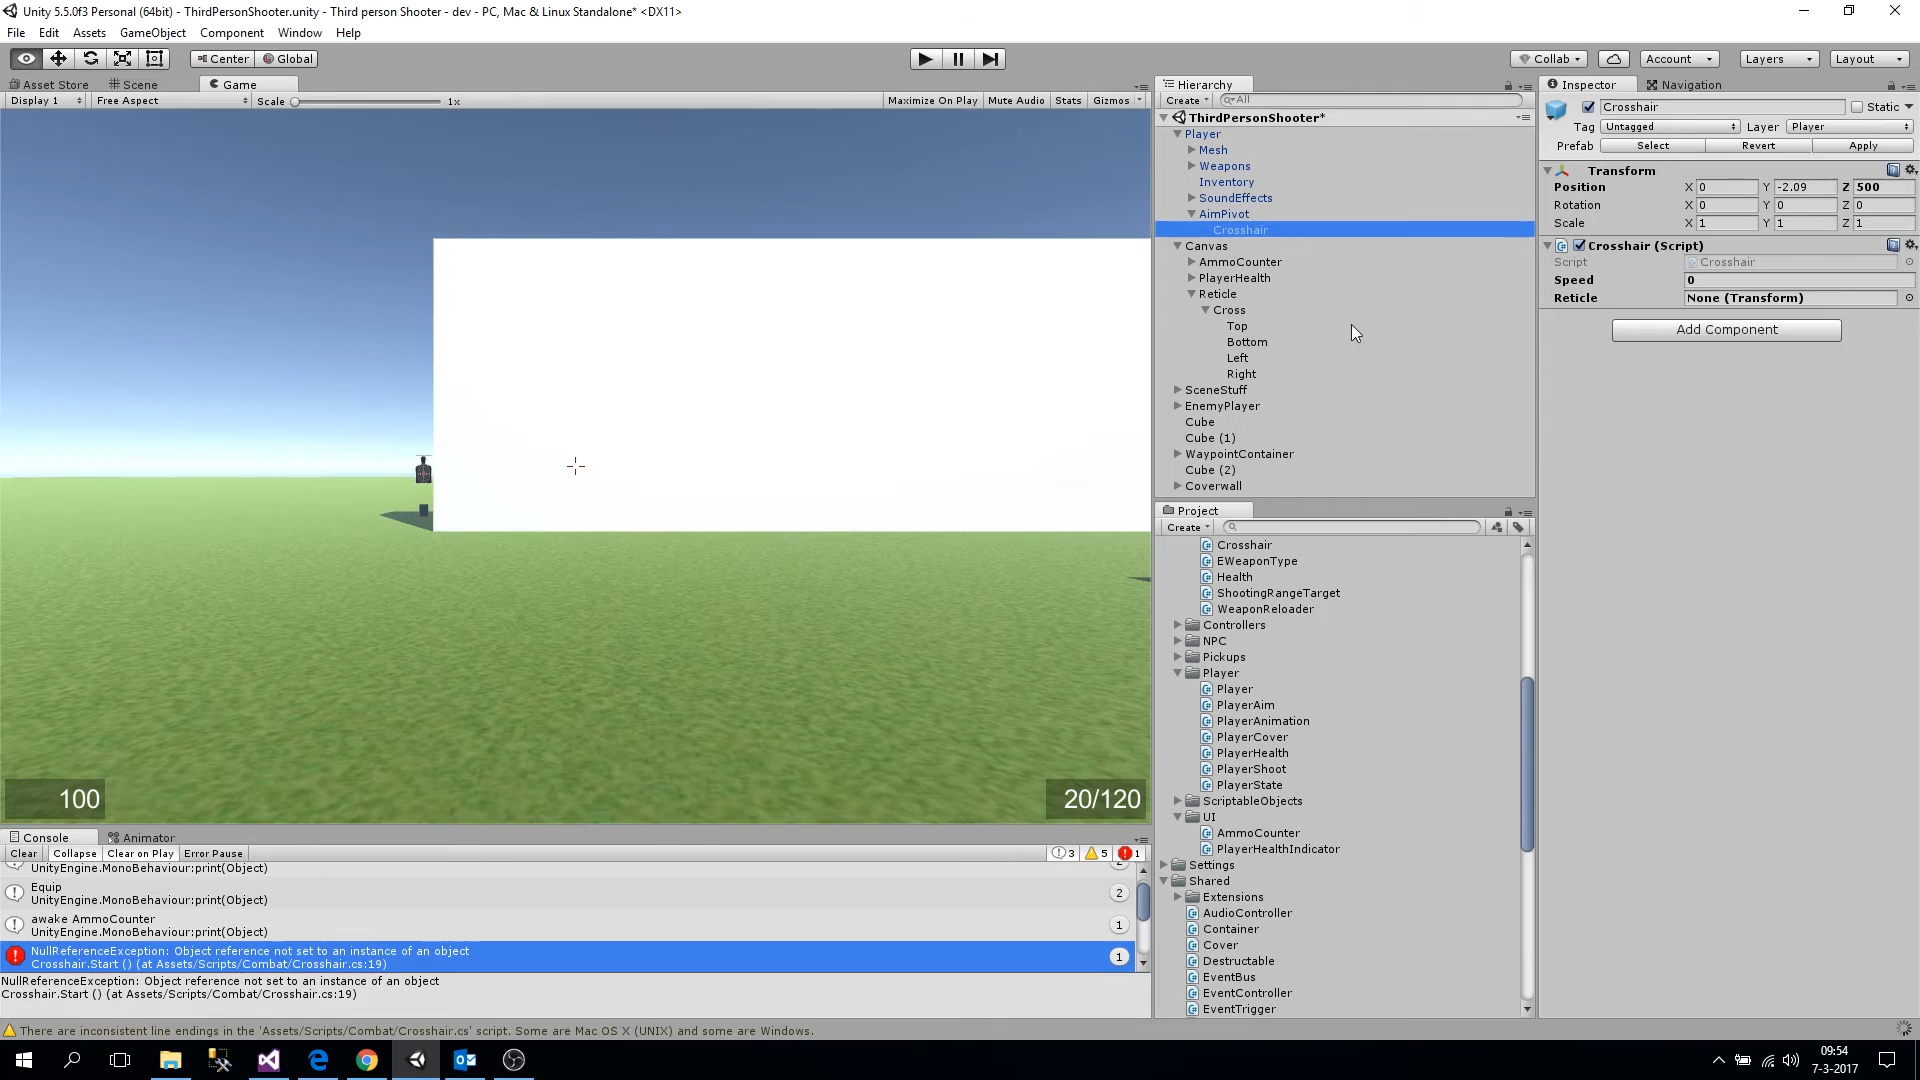 Unity 5.5.0f3 Personal (64bit) - ThirdPersonShooter.unity - Third person Shooter - dev - PC, Mac & Linux Standalone* <DX11>
File Edit Assets GameObject Component Window Help
Center Global Collab Account Layers Layout
Asset Store Scene Game
Display 1 Free Aspect Scale 1x Maximize On Play Mute Audio Stats Gizmos
100
20/120
Console Animator
Clear Collapse Clear on Play Error Pause 3 5 1
UnityEngine.MonoBehaviour:print(Object)
Equip
UnityEngine.MonoBehaviour:print(Object) 2
awake AmmoCounter
UnityEngine.MonoBehaviour:print(Object) 1
NullReferenceException: Object reference not set to an instance of an object
Crosshair.Start () (at Assets/Scripts/Combat/Crosshair.cs:19) 1
NullReferenceException: Object reference not set to an instance of an object
Crosshair.Start () (at Assets/Scripts/Combat/Crosshair.cs:19)
There are inconsistent line endings in the 'Assets/Scripts/Combat/Crosshair.cs' script. Some are Mac OS X (UNIX) and some are Windows.
Hierarchy
Create All
ThirdPersonShooter*
Player
Mesh
Weapons
Inventory
SoundEffects
AimPivot
Crosshair
Canvas
AmmoCounter
PlayerHealth
Reticle
Cross
Top
Bottom
Left
Right
SceneStuff
EnemyPlayer
Cube
Cube (1)
WaypointContainer
Cube (2)
Coverwall
Project
Create
Crosshair
EWeaponType
Health
ShootingRangeTarget
WeaponReloader
Controllers
NPC
Pickups
Player
Player
PlayerAim
PlayerAnimation
PlayerCover
PlayerHealth
PlayerShoot
PlayerState
ScriptableObjects
UI
AmmoCounter
PlayerHealthIndicator
Settings
Shared
Extensions
AudioController
Container
Cover
Destructable
EventBus
EventController
EventTrigger
Inspector Navigation
Crosshair Static
Tag Untagged Layer Player
Prefab Select Revert Apply
Transform
Position X 0 Y -2.09 Z 500
Rotation X 0 Y 0 Z 0
Scale X 1 Y 1 Z 1
Crosshair (Script)
Script Crosshair
Speed 0
Reticle None (Transform)
Add Component
09:54
7-3-2017